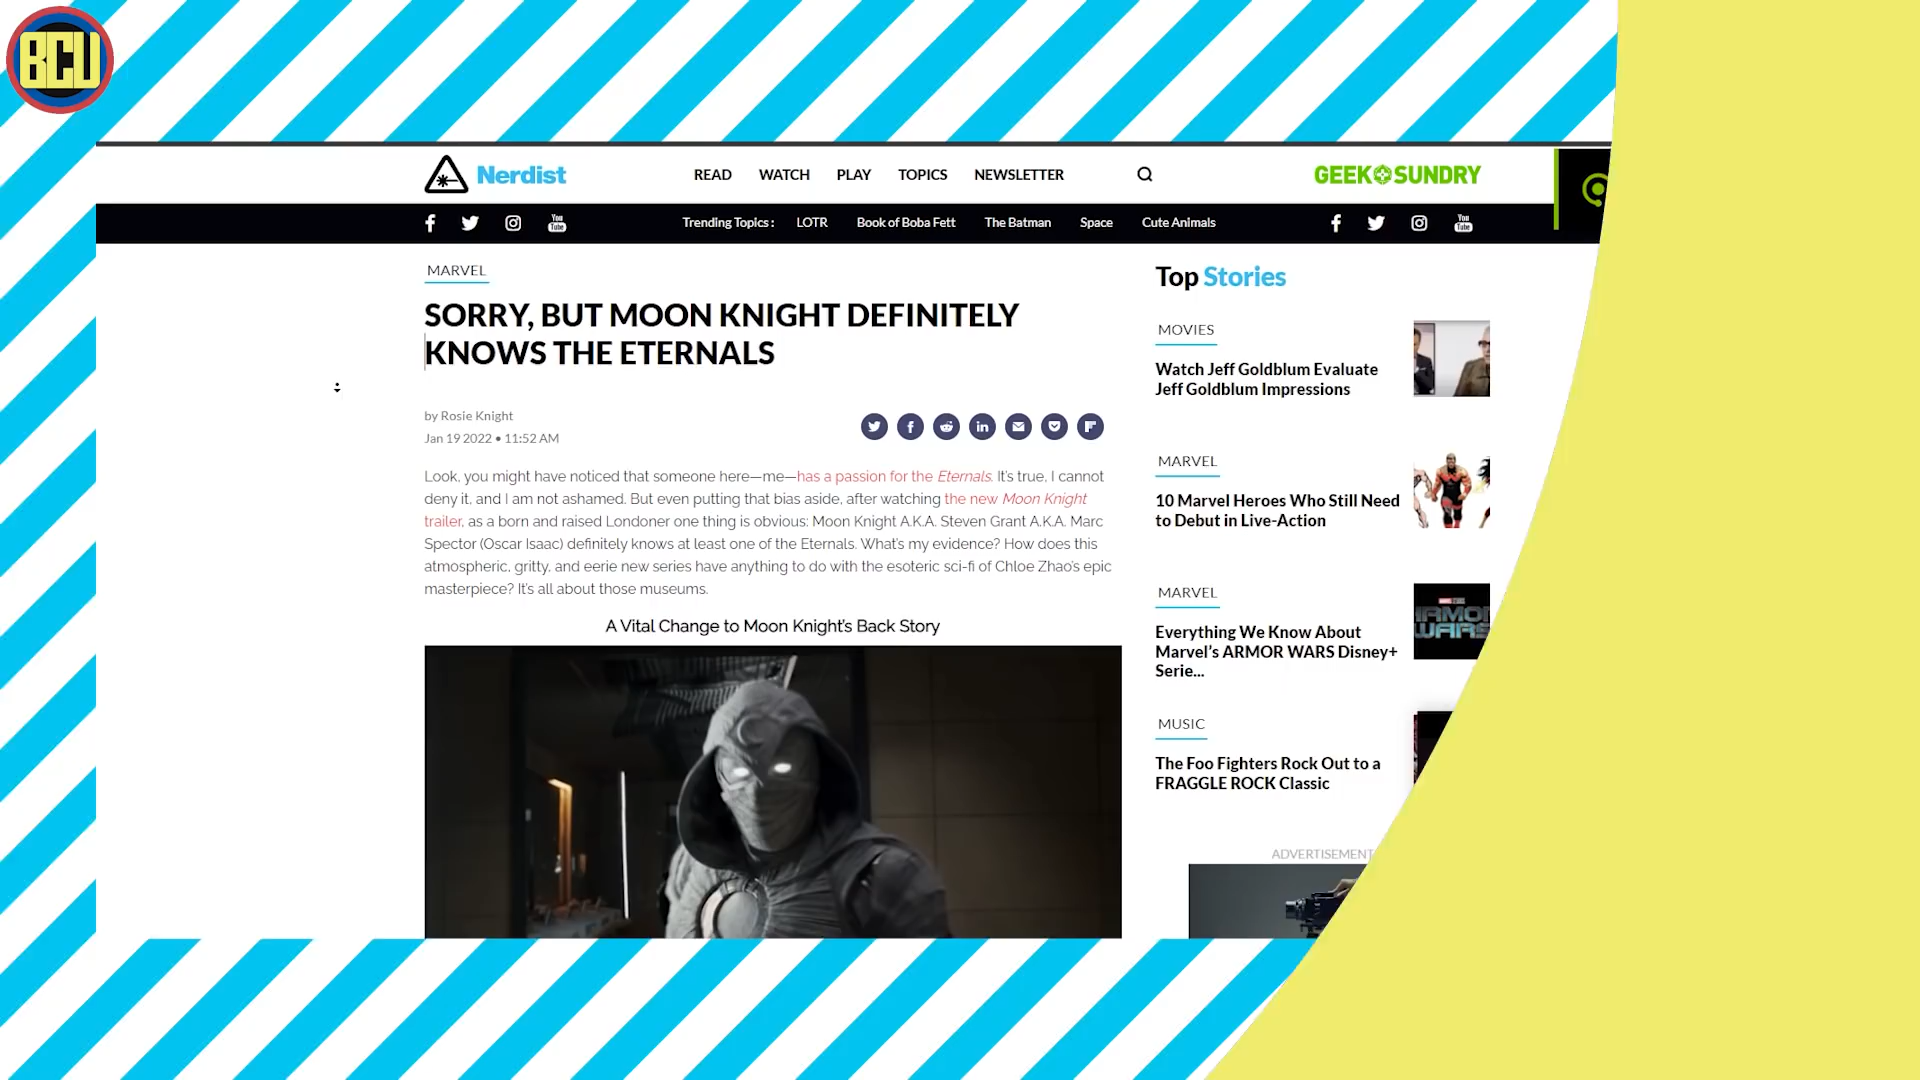 BCU
Nerdist
READ WATCH PLAY TOPICS NEWSLETTER
GEEK SUNDRY
You Tube
Trending Topics : LOTR Book of Boba Fett The Batman Space Cute Animals
You Tube
MARVEL
SORRY, BUT MOON KNIGHT DEFINITELY
KNOWS THE ETERNALS
by Rosie Knight
Jan 19 2022 • 11:52 AM
Look, you might have noticed that someone here—me—has a passion for the Eternals. It's true, I cannot
deny it, and I am not ashamed. But even putting that bias aside, after watching the new Moon Knight
trailer, as a born and raised Londoner one thing is obvious: Moon Knight A.K.A. Steven Grant A.K.A. Marc
Spector (Oscar Isaac) definitely knows at least one of the Eternals. What's my evidence? How does this
atmospheric, gritty, and eerie new series have anything to do with the esoteric sci-fi of Chloe Zhao's epic
masterpiece? It's all about those museums.
A Vital Change to Moon Knight's Back Story
Top Stories
MOVIES
Watch Jeff Goldblum Evaluate
Jeff Goldblum Impressions
MARVEL
10 Marvel Heroes Who Still Need
to Debut in Live-Action
MARVEL
Everything We Know About
Marvel's ARMOR WARS Disney+
Serie...
ARMOR
WARS
MUSIC
The Foo Fighters Rock Out to a
FRAGGLE ROCK Classic
ADVERTISEMENT